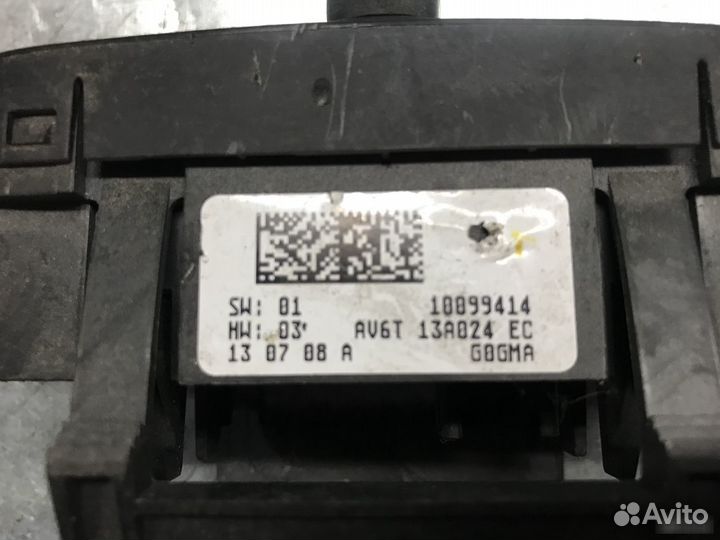 SW: 01 10099414
HW: 03 AV6T 13A024 EC
13 07 08 A G0GMA
Avito